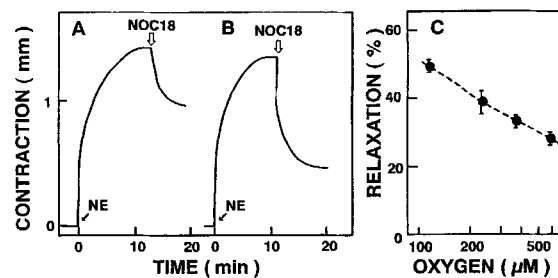 A
NOC18
B
NOC18
C
CONTRACTION ( mm )
1
0
NE
NE
0
10
20
0
10
20
TIME ( min )
RELAXATION ( % )
60
40
20
0
100
200
500
OXYGEN ( μM )